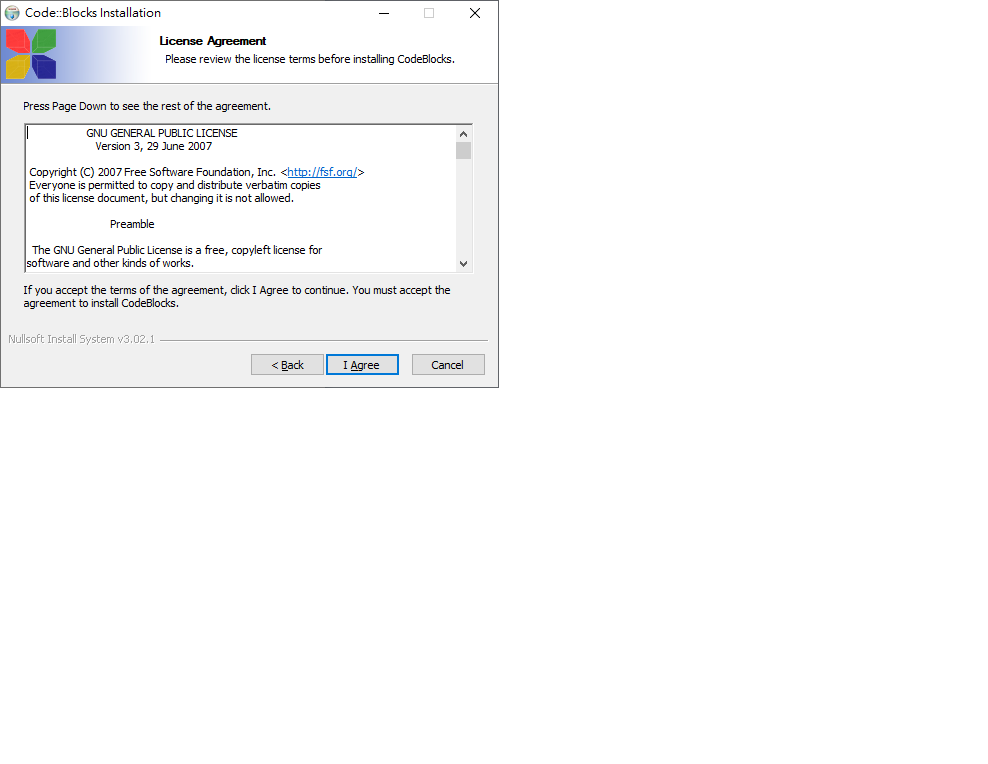 Code::Blocks Installation
License Agreement
Please review the license terms before installing CodeBlocks.
Press Page Down to see the rest of the agreement.
GNU GENERAL PUBLIC LICENSE
Version 3, 29 June 2007
Copyright (C) 2007 Free Software Foundation, Inc. <http://fsf.org/>
Everyone is permitted to copy and distribute verbatim copies
of this license document, but changing it is not allowed.
Preamble
The GNU General Public License is a free, copyleft license for
software and other kinds of works.
If you accept the terms of the agreement, click I Agree to continue. You must accept the
agreement to install CodeBlocks.
Nullsoft Install System v3.02.1
< Back I Agree Cancel